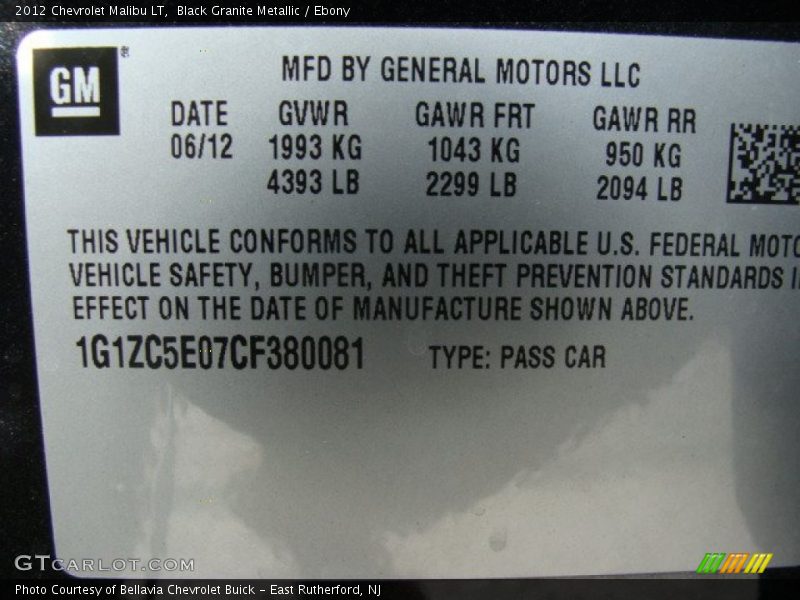 2012 Chevrolet Malibu LT, Black Granite Metallic / Ebony
GM ®
MFD BY GENERAL MOTORS LLC
DATE GVWR GAWR FRT GAWR RR
06/12 1993 KG 1043 KG 950 KG
4393 LB 2299 LB 2094 LB
THIS VEHICLE CONFORMS TO ALL APPLICABLE U.S. FEDERAL MOTO
VEHICLE SAFETY, BUMPER, AND THEFT PREVENTION STANDARDS I
EFFECT ON THE DATE OF MANUFACTURE SHOWN ABOVE.
1G1ZC5E07CF380081 TYPE: PASS CAR
GTCARLOT.COM
Photo Courtesy of Bellavia Chevrolet Buick – East Rutherford, NJ